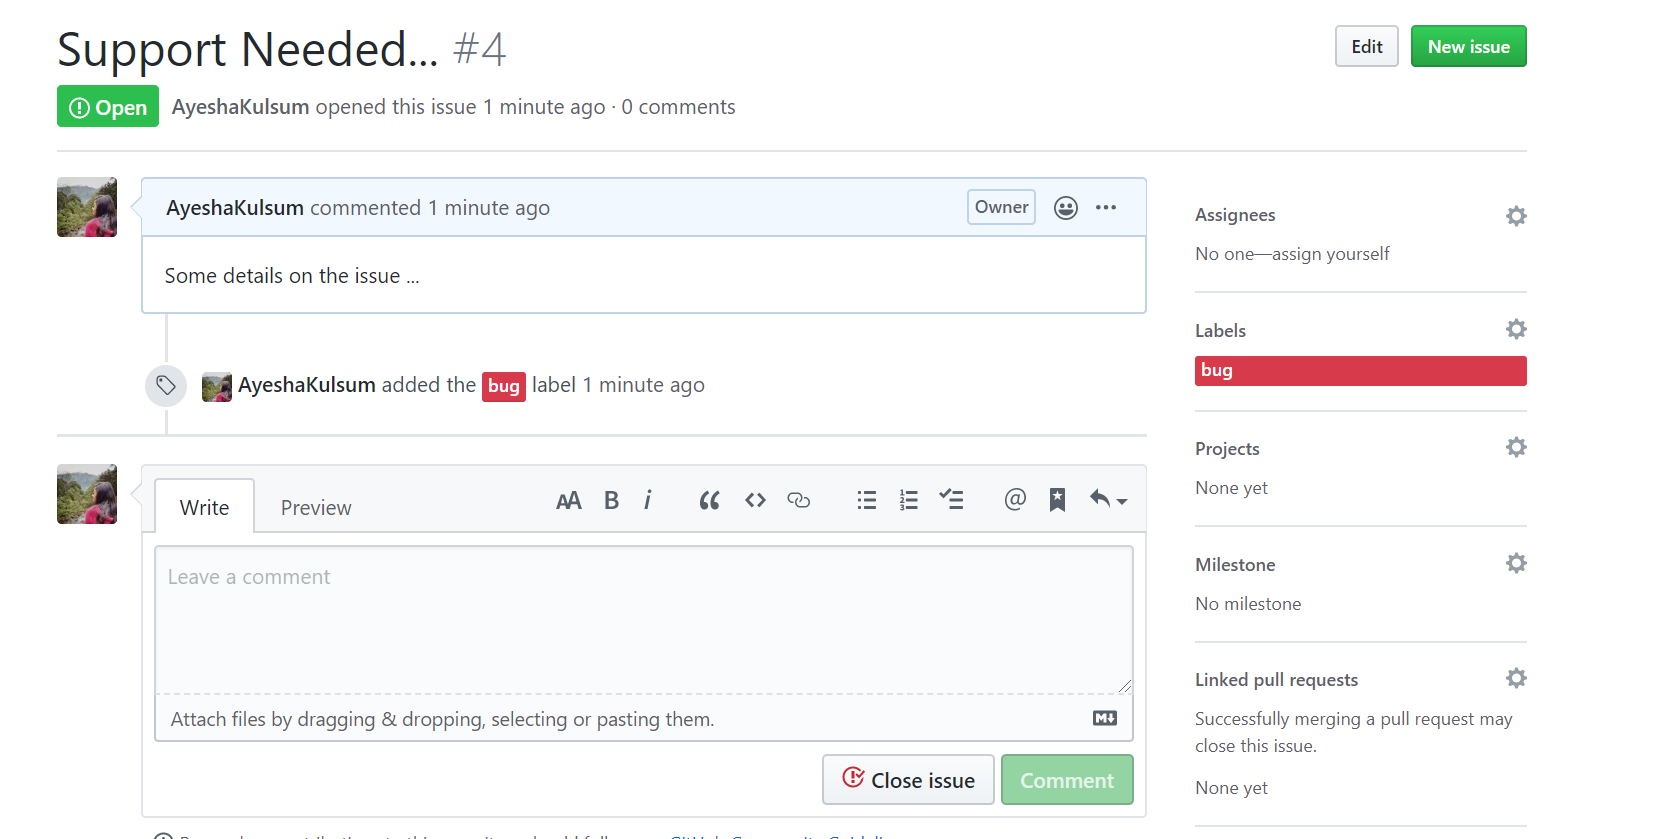 Support Needed... #4
Edit
New issue
Open
AyeshaKulsum opened this issue 1 minute ago · 0 comments
AyeshaKulsum commented 1 minute ago
Owner
Some details on the issue ...
AyeshaKulsum added the bug label 1 minute ago
Write
Preview
Leave a comment
Attach files by dragging & dropping, selecting or pasting them.
Close issue
Comment
Assignees
No one—assign yourself
Labels
bug
Projects
None yet
Milestone
No milestone
Linked pull requests
Successfully merging a pull request may
close this issue.
None yet